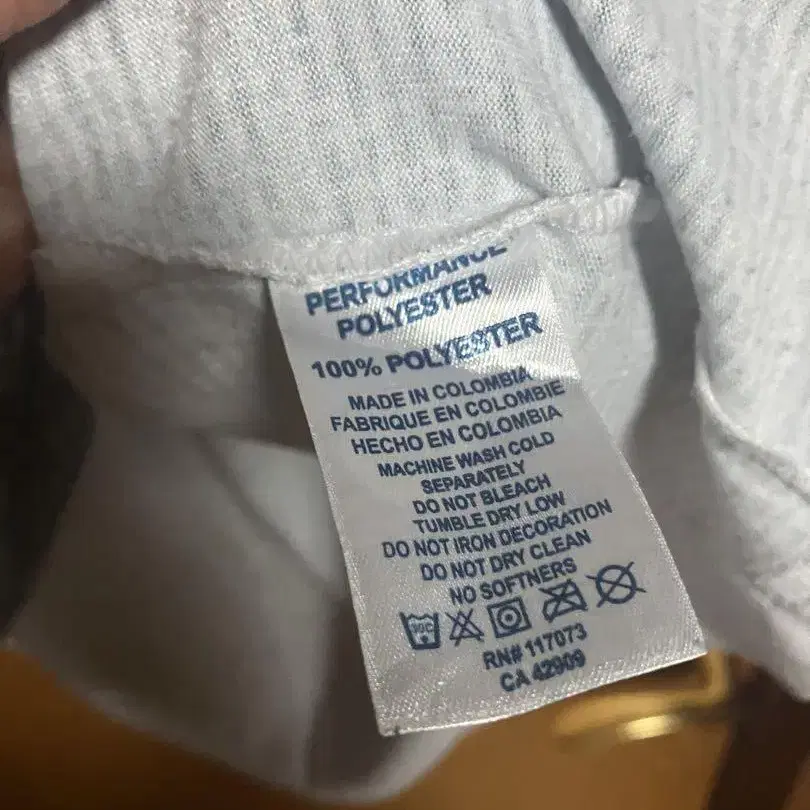 PERFORMANCE
POLYESTER
100% POLYESTER
MADE IN COLOMBIA
FABRIQUE EN COLOMBIE
HECHO EN COLOMBIA
MACHINE WASH COLD
SEPARATELY
DO NOT BLEACH
TUMBLE DRY LOW
DO NOT IRON DECORATION
DO NOT DRY CLEAN
NO SOFTNERS
30C
RN# 117073
CA 42909